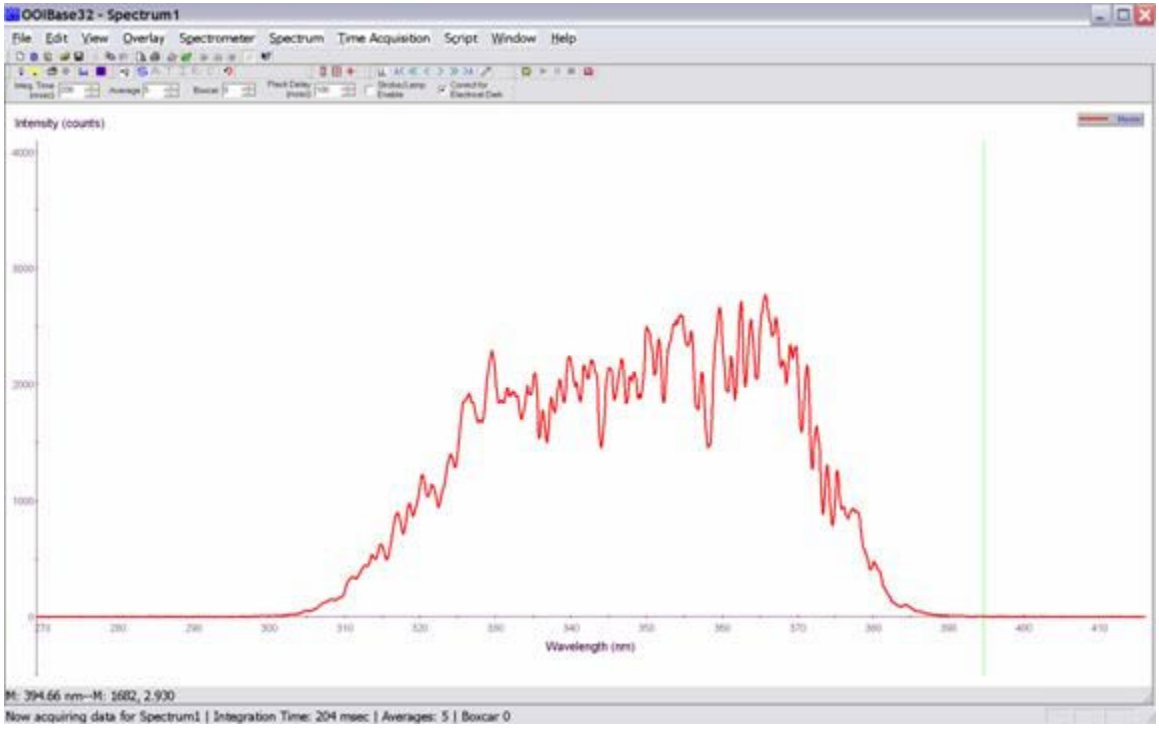 OOIBase32 - Spectrum1
File Edit View Overlay Spectrometer Spectrum Time Acquisition Script Window Help
Integ. Time (msec) Average 5 Boxcar Flash Delay (msec) 100 Strobe/Lamp Enable Correct for Electrical Dark
Intensity (counts)
Master
4000
3000
2000
1000
0
270 280 290 300 310 320 330 340 350 360 370 380 390 400 410
Wavelength (nm)
M: 394.66 nm--M: 1682, 2.930
Now acquiring data for Spectrum1 | Integration Time: 204 msec | Averages: 5 | Boxcar 0